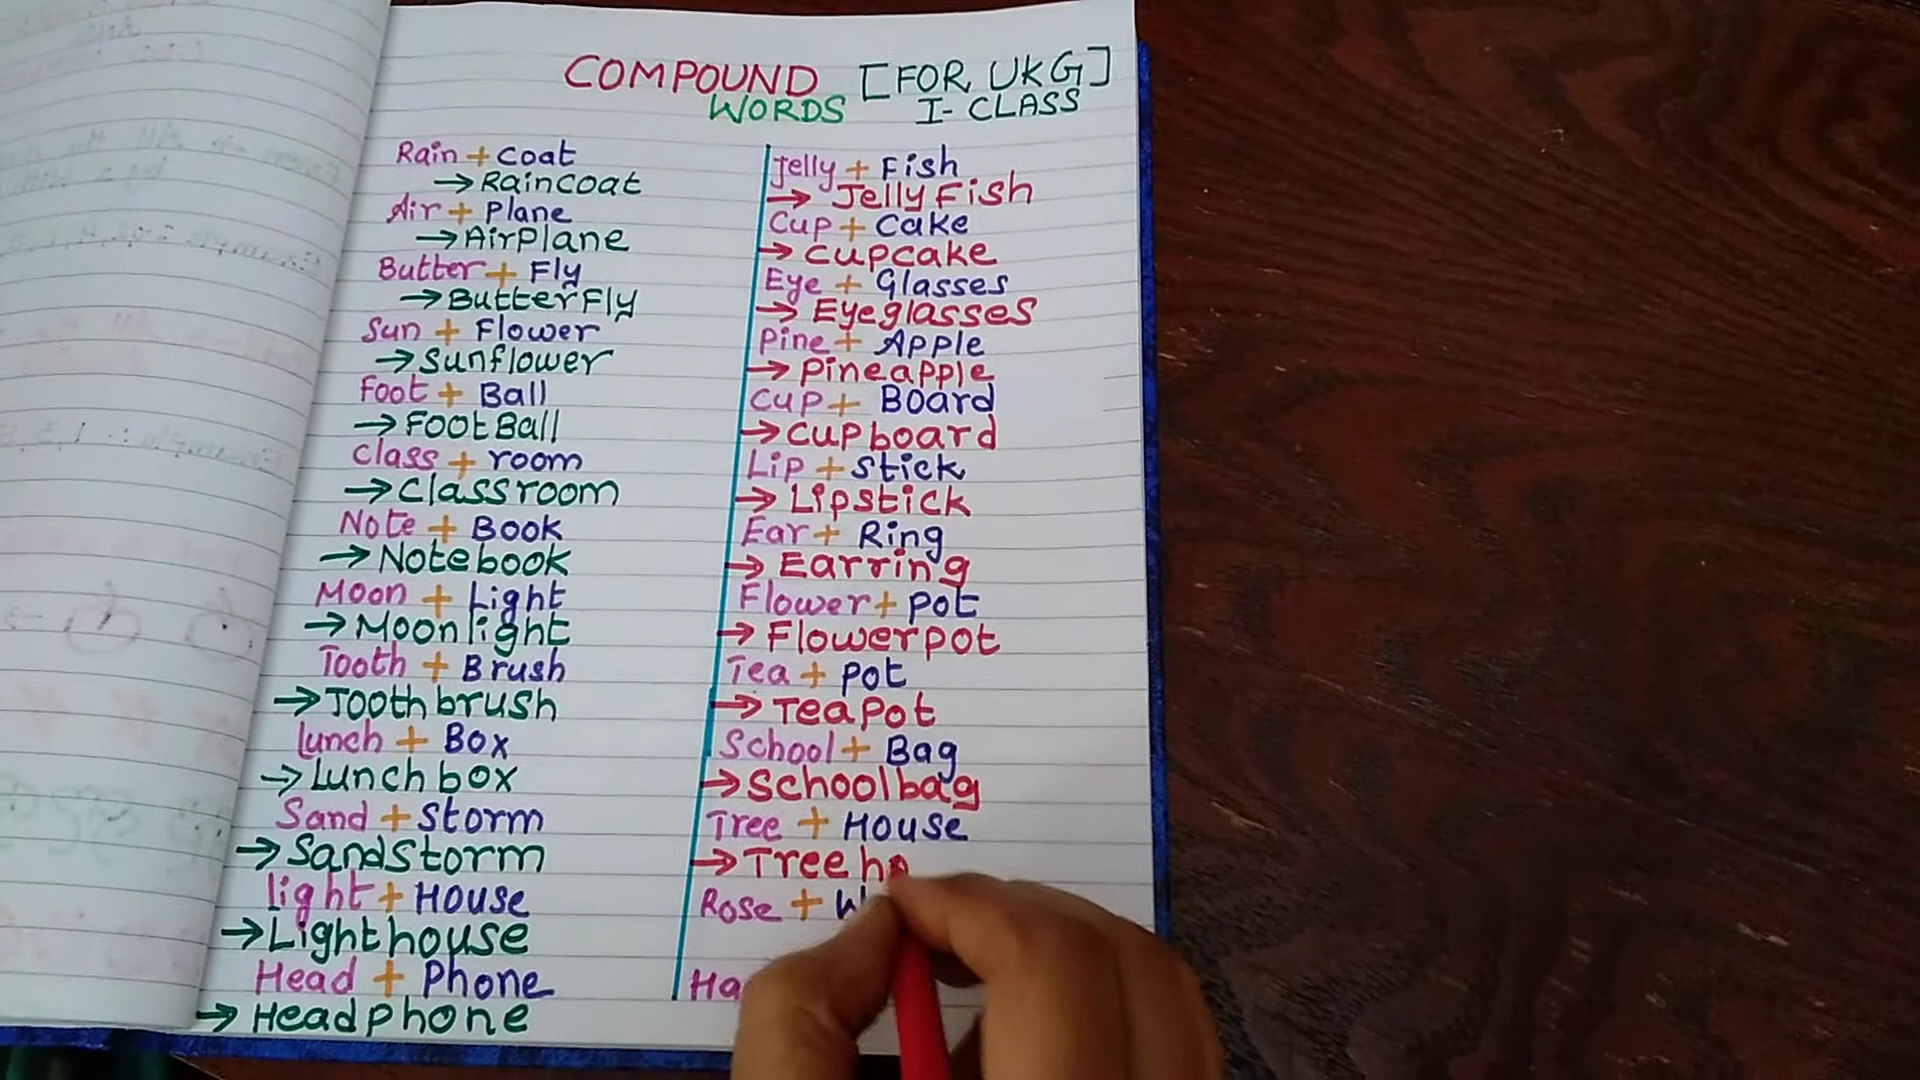 COMPOUND [FOR UKG]
WORDS I-CLASS
Rain + Coat
→ Raincoat
Air + Plane
→ AirPlane
Butter + Fly
→ ButterFly
Sun + Flower
→ Sunflower
Foot + Ball
→ FootBall
Class + room
→ Classroom
Note + Book
→ Notebook
Moon + Light
→ Moonlight
Tooth + Brush
→ Toothbrush
Lunch + Box
→ Lunchbox
Sand + Storm
→ Sandstorm
light + House
→ Lighthouse
Head + Phone
→ Headphone
Jelly + Fish
→ JellyFish
Cup + Cake
→ Cupcake
Eye + Glasses
→ Eyeglasses
Pine + Apple
→ Pineapple
Cup + Board
→ Cupboard
Lip + Stick
→ Lipstick
Ear + Ring
→ Earring
Flower + Pot
→ Flowerpot
Tea + Pot
→ TeaPot
School + Bag
→ Schoolbag
Tree + House
→ Treeho
Rose +